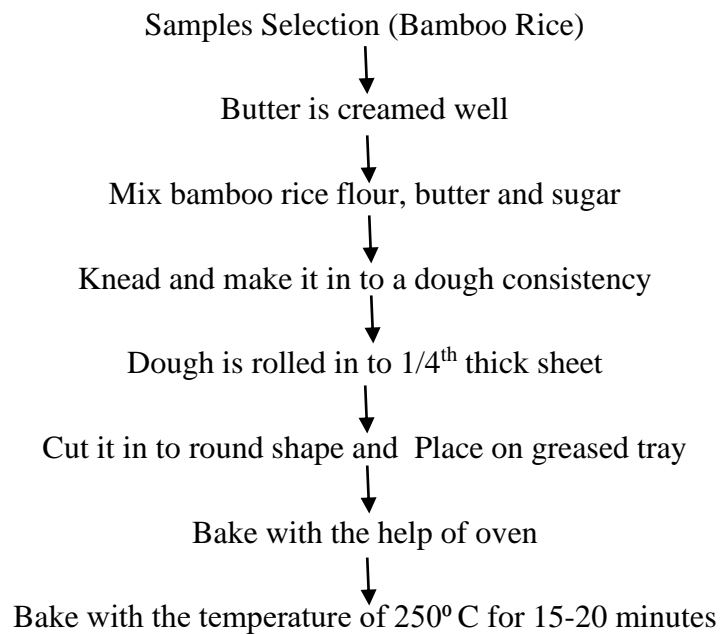 Samples Selection (Bamboo Rice)
Butter is creamed well
Mix bamboo rice flour, butter and sugar
Knead and make it in to a dough consistency
Dough is rolled in to 1/4th thick sheet
Cut it in to round shape and Place on greased tray
Bake with the help of oven
Bake with the temperature of 250º C for 15-20 minutes